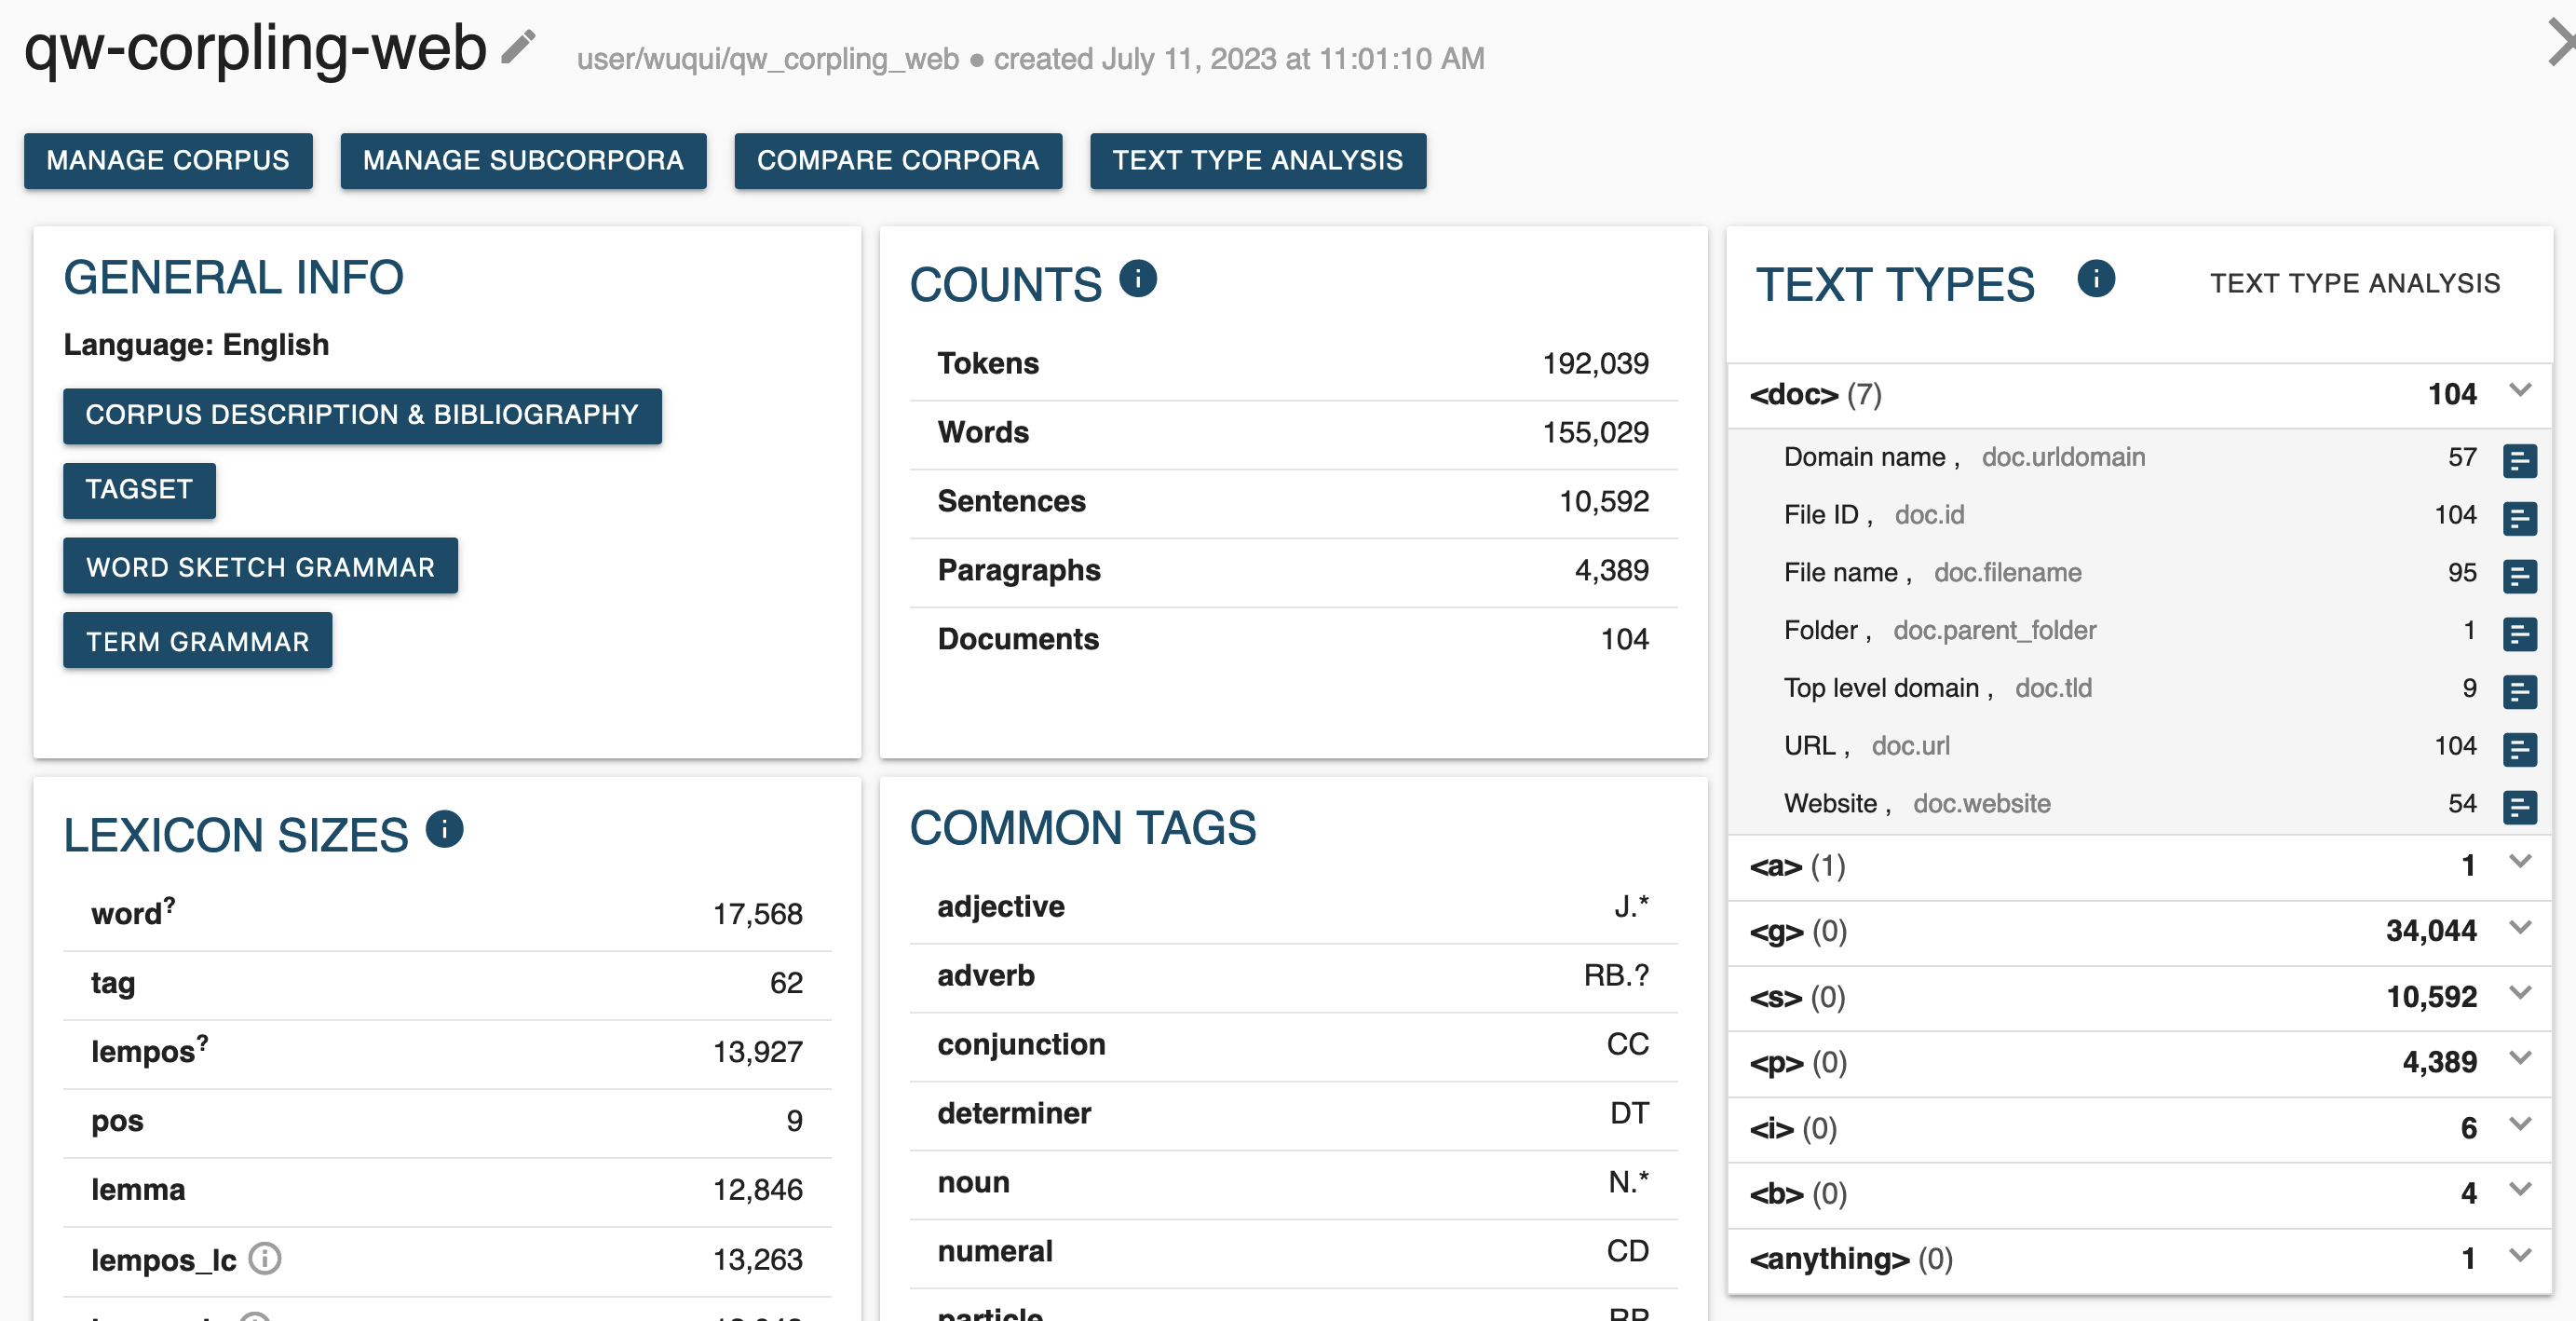 qw-corpling-web user/wuqui/qw_corpling_web ● created July 11, 2023 at 11:01:10 AM
MANAGE CORPUS MANAGE SUBCORPORA COMPARE CORPORA TEXT TYPE ANALYSIS
GENERAL INFO
Language: English
CORPUS DESCRIPTION & BIBLIOGRAPHY
TAGSET
WORD SKETCH GRAMMAR
TERM GRAMMAR
COUNTS i
Tokens 192,039
Words 155,029
Sentences 10,592
Paragraphs 4,389
Documents 104
TEXT TYPES i TEXT TYPE ANALYSIS
<doc> (7) 104
Domain name , doc.urldomain 57
File ID , doc.id 104
File name , doc.filename 95
Folder , doc.parent_folder 1
Top level domain , doc.tld 9
URL , doc.url 104
Website , doc.website 54
<a> (1) 1
<g> (0) 34,044
<s> (0) 10,592
<p> (0) 4,389
<i> (0) 6
<b> (0) 4
<anything> (0) 1
LEXICON SIZES i
word? 17,568
tag 62
lempos? 13,927
pos 9
lemma 12,846
lempos_lc i 13,263
COMMON TAGS
adjective J.*
adverb RB.?
conjunction CC
determiner DT
noun N.*
numeral CD
particle RP